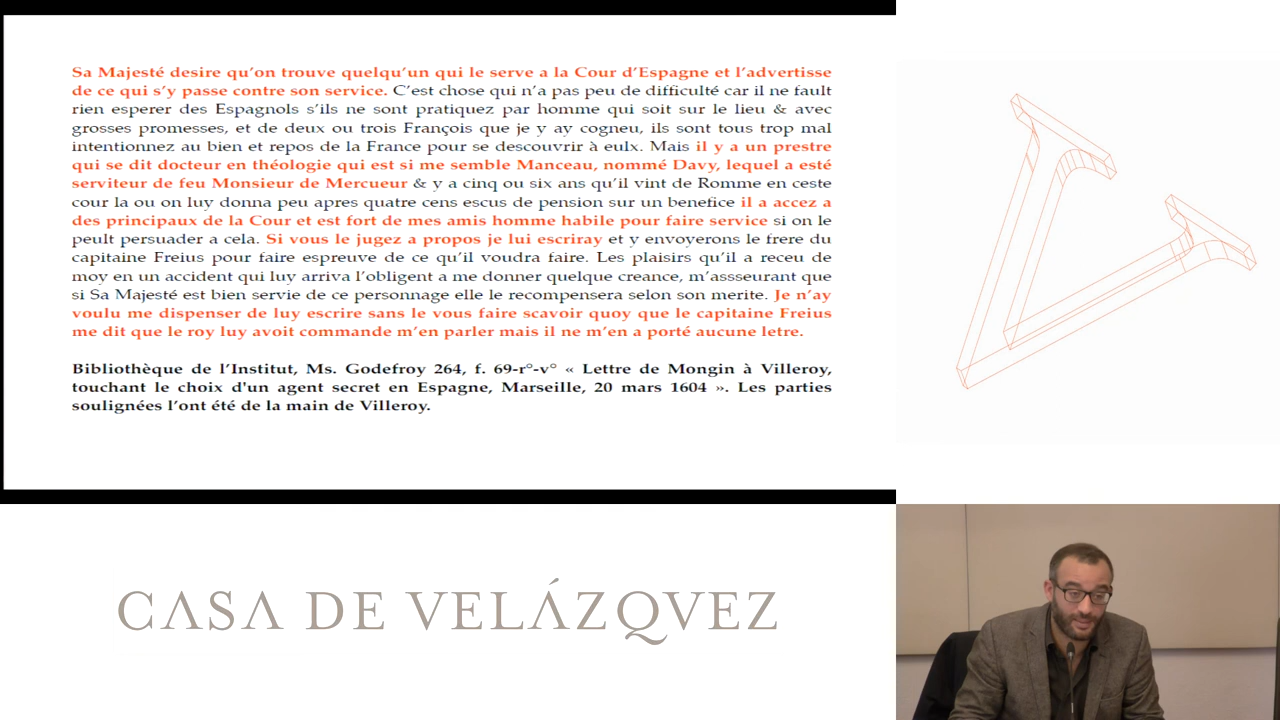 Sa Majesté desire qu'on trouve quelqu'un qui le serve a la Cour d'Espagne et l'advertisse
de ce qui s'y passe contre son service. C'est chose qui n'a pas peu de difficulté car il ne fault
rien esperer des Espagnols s'ils ne sont pratiquez par homme qui soit sur le lieu & avec
grosses promesses, et de deux ou trois François que je y ay cogneu, ils sont tous trop mal
intentionnez au bien et repos de la France pour se descouvrir à eulx. Mais il y a un prestre
qui se dit docteur en théologie qui est si me semble Manceau, nommé Davy, lequel a esté
serviteur de feu Monsieur de Mercueur & y a cinq ou six ans qu'il vint de Romme en ceste
cour la ou on luy donna peu apres quatre cens escus de pension sur un benefice il a accez a
des principaux de la Cour et est fort de mes amis homme habile pour faire service si on le
peult persuader a cela. Si vous le jugez a propos je lui escriray et y envoyerons le frere du
capitaine Freius pour faire espreuve de ce qu'il voudra faire. Les plaisirs qu'il a receu de
moy en un accident qui luy arriva l'obligent a me donner quelque creance, m'assseurant que
si Sa Majesté est bien servie de ce personnage elle le recompensera selon son merite. Je n'ay
voulu me dispenser de luy escrire sans le vous faire scavoir quoy que le capitaine Freius
me dit que le roy luy avoit commande m'en parler mais il ne m'en a porté aucune letre.
Bibliothèque de l'Institut, Ms. Godefroy 264, f. 69-r°-v° « Lettre de Mongin à Villeroy,
touchant le choix d'un agent secret en Espagne, Marseille, 20 mars 1604 ». Les parties
soulignées l'ont été de la main de Villeroy.
CASA DE VELÁZQVEZ